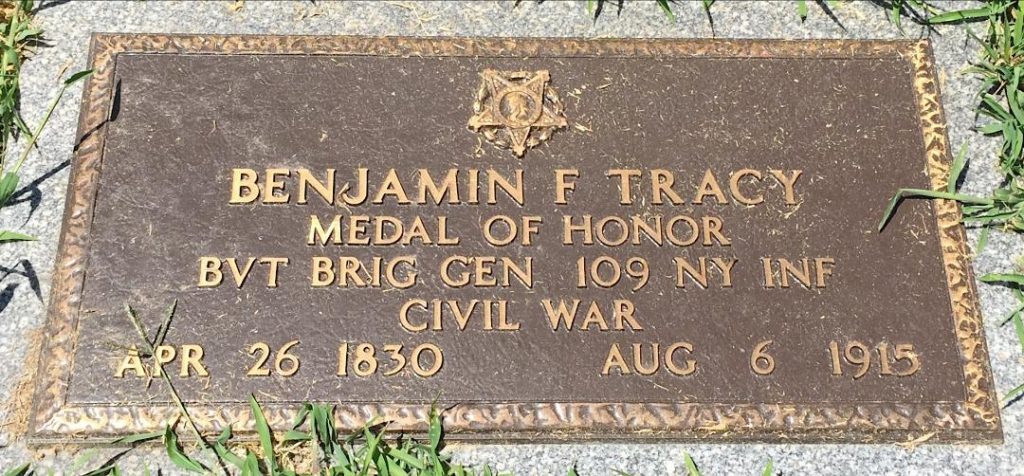 BENJAMIN F TRACY
MEDAL OF HONOR
BVT BRIG GEN 109 NY INF
CIVIL WAR
APR 26 1830 AUG 6 1915